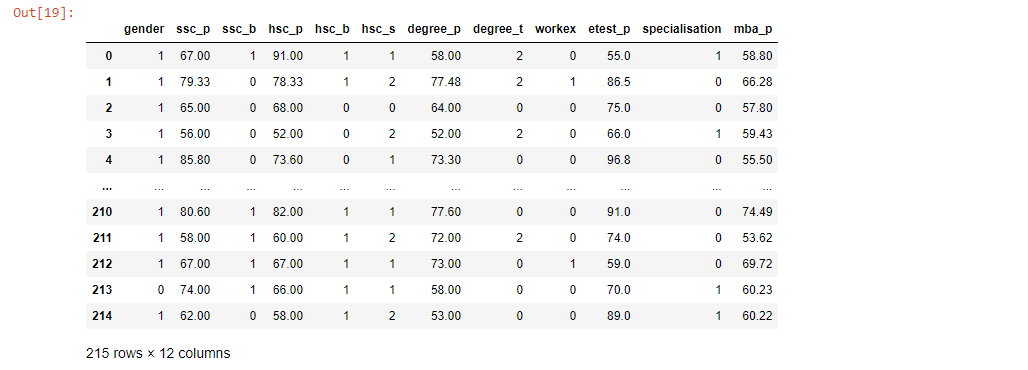 Out[19]:
gender ssc_p ssc_b hsc_p hsc_b hsc_s degree_p degree_t workex etest_p specialisation mba_p
0 1 67.00 1 91.00 1 1 58.00 2 0 55.0 1 58.80
1 1 79.33 0 78.33 1 2 77.48 2 1 86.5 0 66.28
2 1 65.00 0 68.00 0 0 64.00 0 0 75.0 0 57.80
3 1 56.00 0 52.00 0 2 52.00 2 0 66.0 1 59.43
4 1 85.80 0 73.60 0 1 73.30 0 0 96.8 0 55.50
... ... ... ... ... ... ... ... ... ... ... ... ...
210 1 80.60 1 82.00 1 1 77.60 0 0 91.0 0 74.49
211 1 58.00 1 60.00 1 2 72.00 2 0 74.0 0 53.62
212 1 67.00 1 67.00 1 1 73.00 0 1 59.0 0 69.72
213 0 74.00 1 66.00 1 1 58.00 0 0 70.0 1 60.23
214 1 62.00 0 58.00 1 2 53.00 0 0 89.0 1 60.22
215 rows × 12 columns